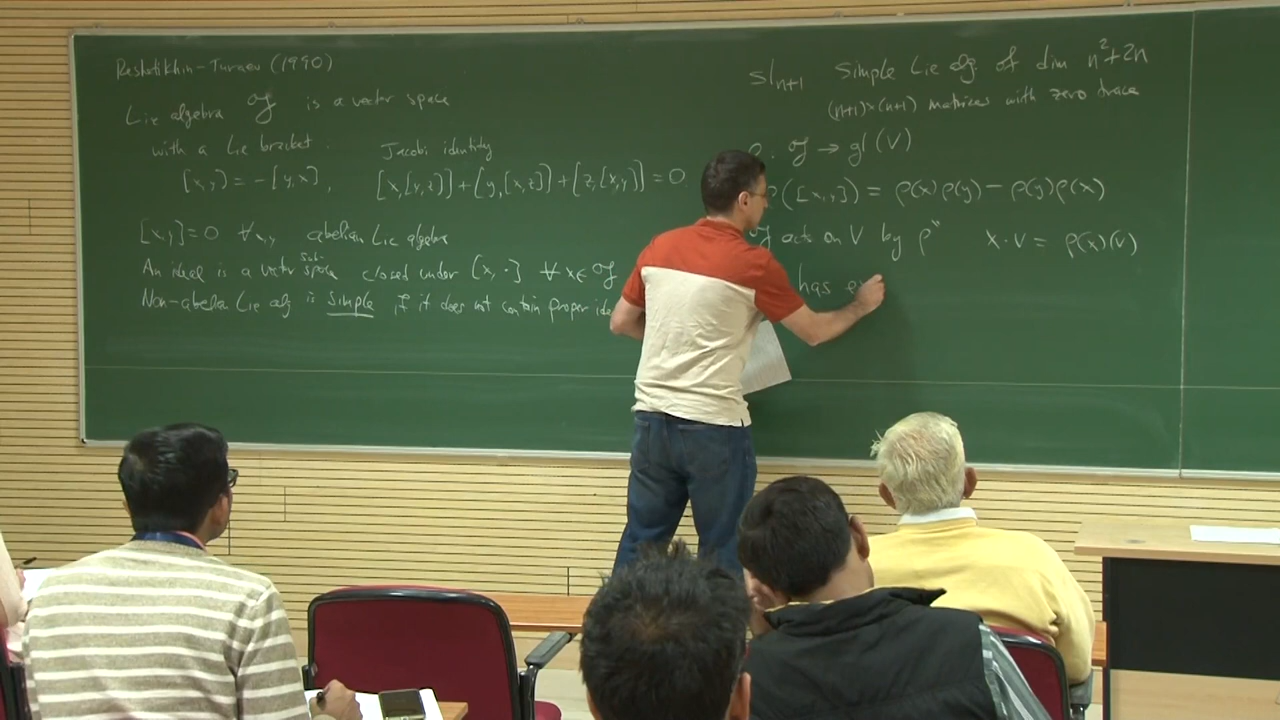 Reshetikhin-Turaev (1990)
Lie algebra 𝔤 is a vector space
with a Lie bracket. Jacobi identity
[x,y] = -[y,x], [x,[y,z]]+[y,[x,z]]+[z,[x,y]] = 0
[x,y]=0 ∀x,y abelian Lie algebra
An ideal is a vector subspace closed under [x,·] ∀x∈𝔤
Non-abelian Lie alg is simple if it does not contain proper ide
sl_{n+1} simple Lie alg of dim n²+2n
(n+1)×(n+1) matrices with zero trace
ρ: 𝔤 → gl(V)
ρ([x,y]) = ρ(x)ρ(y) - ρ(y)ρ(x)
𝔤 acts on V by ρ" x·v = ρ(x)(v)
has